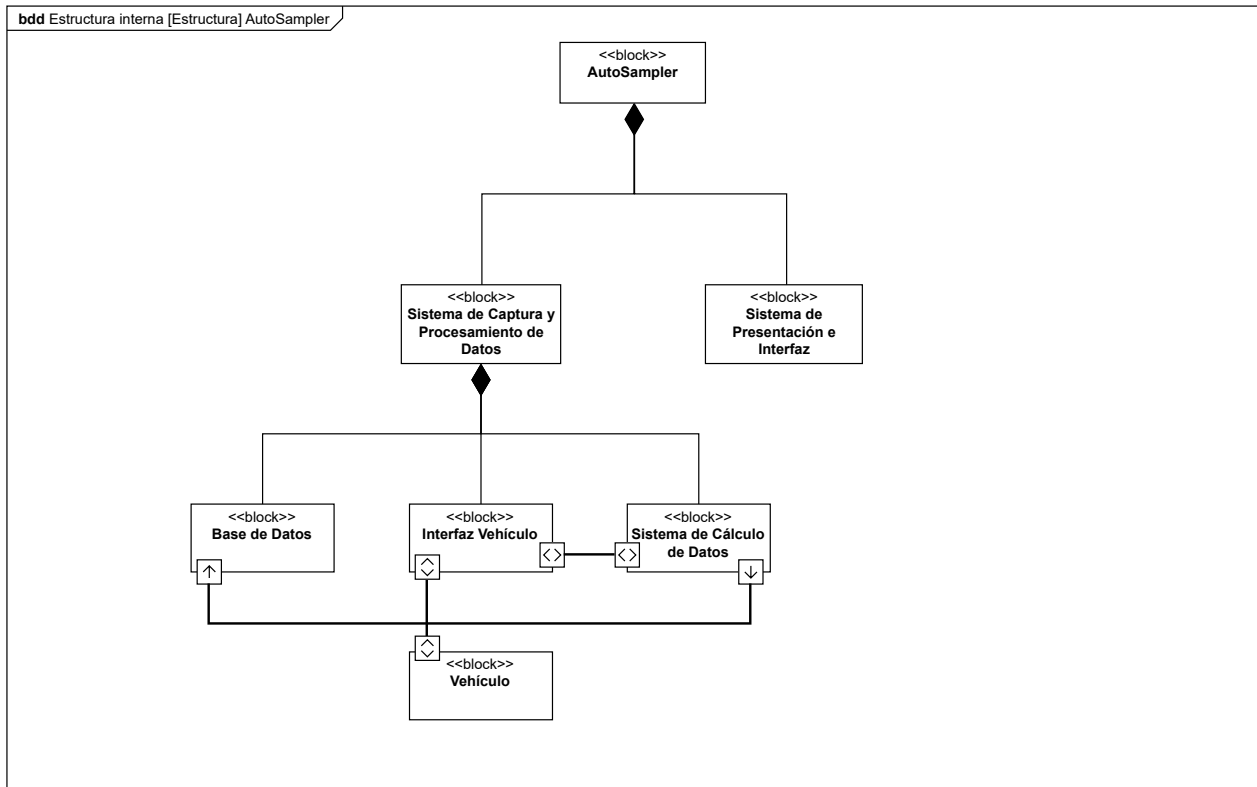 bdd Estructura interna [Estructura] AutoSampler
<<block>>
AutoSampler
<<block>>
Sistema de Captura y
Procesamiento de
Datos
<<block>>
Sistema de
Presentación e
Interfaz
<<block>>
Base de Datos
<<block>>
Interfaz Vehículo
<<block>>
Sistema de Cálculo
de Datos
<<block>>
Vehículo